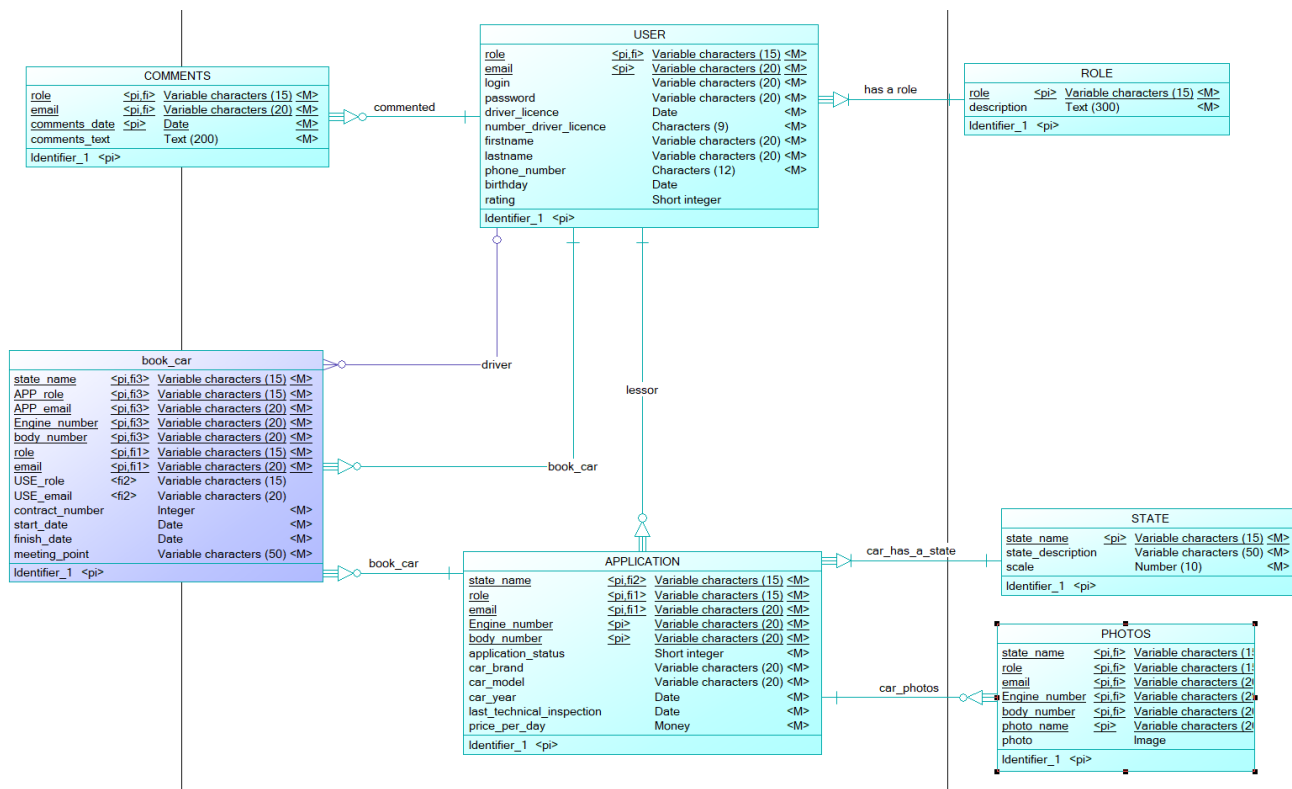 USER
role <pi,fi> Variable characters (15) <M>
email <pi> Variable characters (20) <M>
login Variable characters (20) <M>
password Variable characters (20) <M>
driver_licence Date <M>
number_driver_licence Characters (9) <M>
firstname Variable characters (20) <M>
lastname Variable characters (20) <M>
phone_number Characters (12) <M>
birthday Date
rating Short integer
Identifier_1 <pi>
COMMENTS
role <pi,fi> Variable characters (15) <M>
email <pi,fi> Variable characters (20) <M>
comments_date <pi> Date <M>
comments_text Text (200) <M>
Identifier_1 <pi>
commented
has a role
ROLE
role <pi> Variable characters (15) <M>
description Text (300) <M>
Identifier_1 <pi>
book_car
state_name <pi,fi3> Variable characters (15) <M>
APP_role <pi,fi3> Variable characters (15) <M>
APP_email <pi,fi3> Variable characters (20) <M>
Engine_number <pi,fi3> Variable characters (20) <M>
body_number <pi,fi3> Variable characters (20) <M>
role <pi,fi1> Variable characters (15) <M>
email <pi,fi1> Variable characters (20) <M>
USE_role <fi2> Variable characters (15)
USE_email <fi2> Variable characters (20)
contract_number Integer <M>
start_date Date <M>
finish_date Date <M>
meeting_point Variable characters (50) <M>
Identifier_1 <pi>
driver
lessor
book_car
book_car
APPLICATION
state_name <pi,fi2> Variable characters (15) <M>
role <pi,fi1> Variable characters (15) <M>
email <pi,fi1> Variable characters (20) <M>
Engine_number <pi> Variable characters (20) <M>
body_number <pi> Variable characters (20) <M>
application_status Short integer <M>
car_brand Variable characters (20) <M>
car_model Variable characters (20) <M>
car_year Date <M>
last_technical_inspection Date <M>
price_per_day Money <M>
Identifier_1 <pi>
car_has_a_state
STATE
state_name <pi> Variable characters (15) <M>
state_description Variable characters (50) <M>
scale Number (10) <M>
Identifier_1 <pi>
car_photos
PHOTOS
state_name <pi,fi> Variable characters
role <pi,fi> Variable characters
email <pi,fi> Variable characters
Engine_number <pi,fi> Variable characters
body_number <pi,fi> Variable characters
photo_name <pi> Variable characters
photo Image
Identifier_1 <pi>